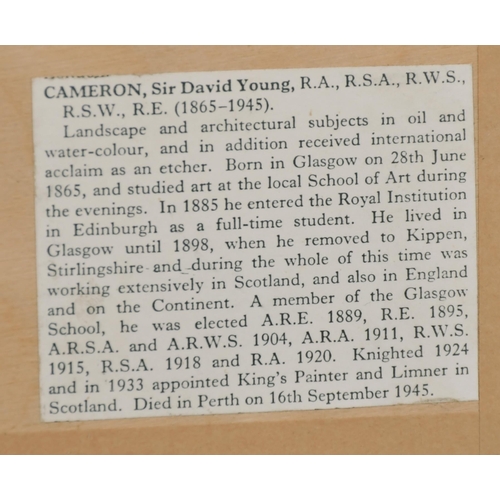 CAMERON, Sir David Young, R.A., R.S.A., R.W.S.,
R.S.W., R.E. (1865–1945).
Landscape and architectural subjects in oil and
water-colour, and in addition received international
acclaim as an etcher. Born in Glasgow on 28th June
1865, and studied art at the local School of Art during
the evenings. In 1885 he entered the Royal Institution
in Edinburgh as a full-time student. He lived in
Glasgow until 1898, when he removed to Kippen,
Stirlingshire and during the whole of this time was
working extensively in Scotland, and also in England
and on the Continent. A member of the Glasgow
School, he was elected A.R.E. 1889, R.E. 1895,
A.R.S.A. and A.R.W.S. 1904, A.R.A. 1911, R.W.S.
1915, R.S.A. 1918 and R.A. 1920. Knighted 1924
and in 1933 appointed King's Painter and Limner in
Scotland. Died in Perth on 16th September 1945.